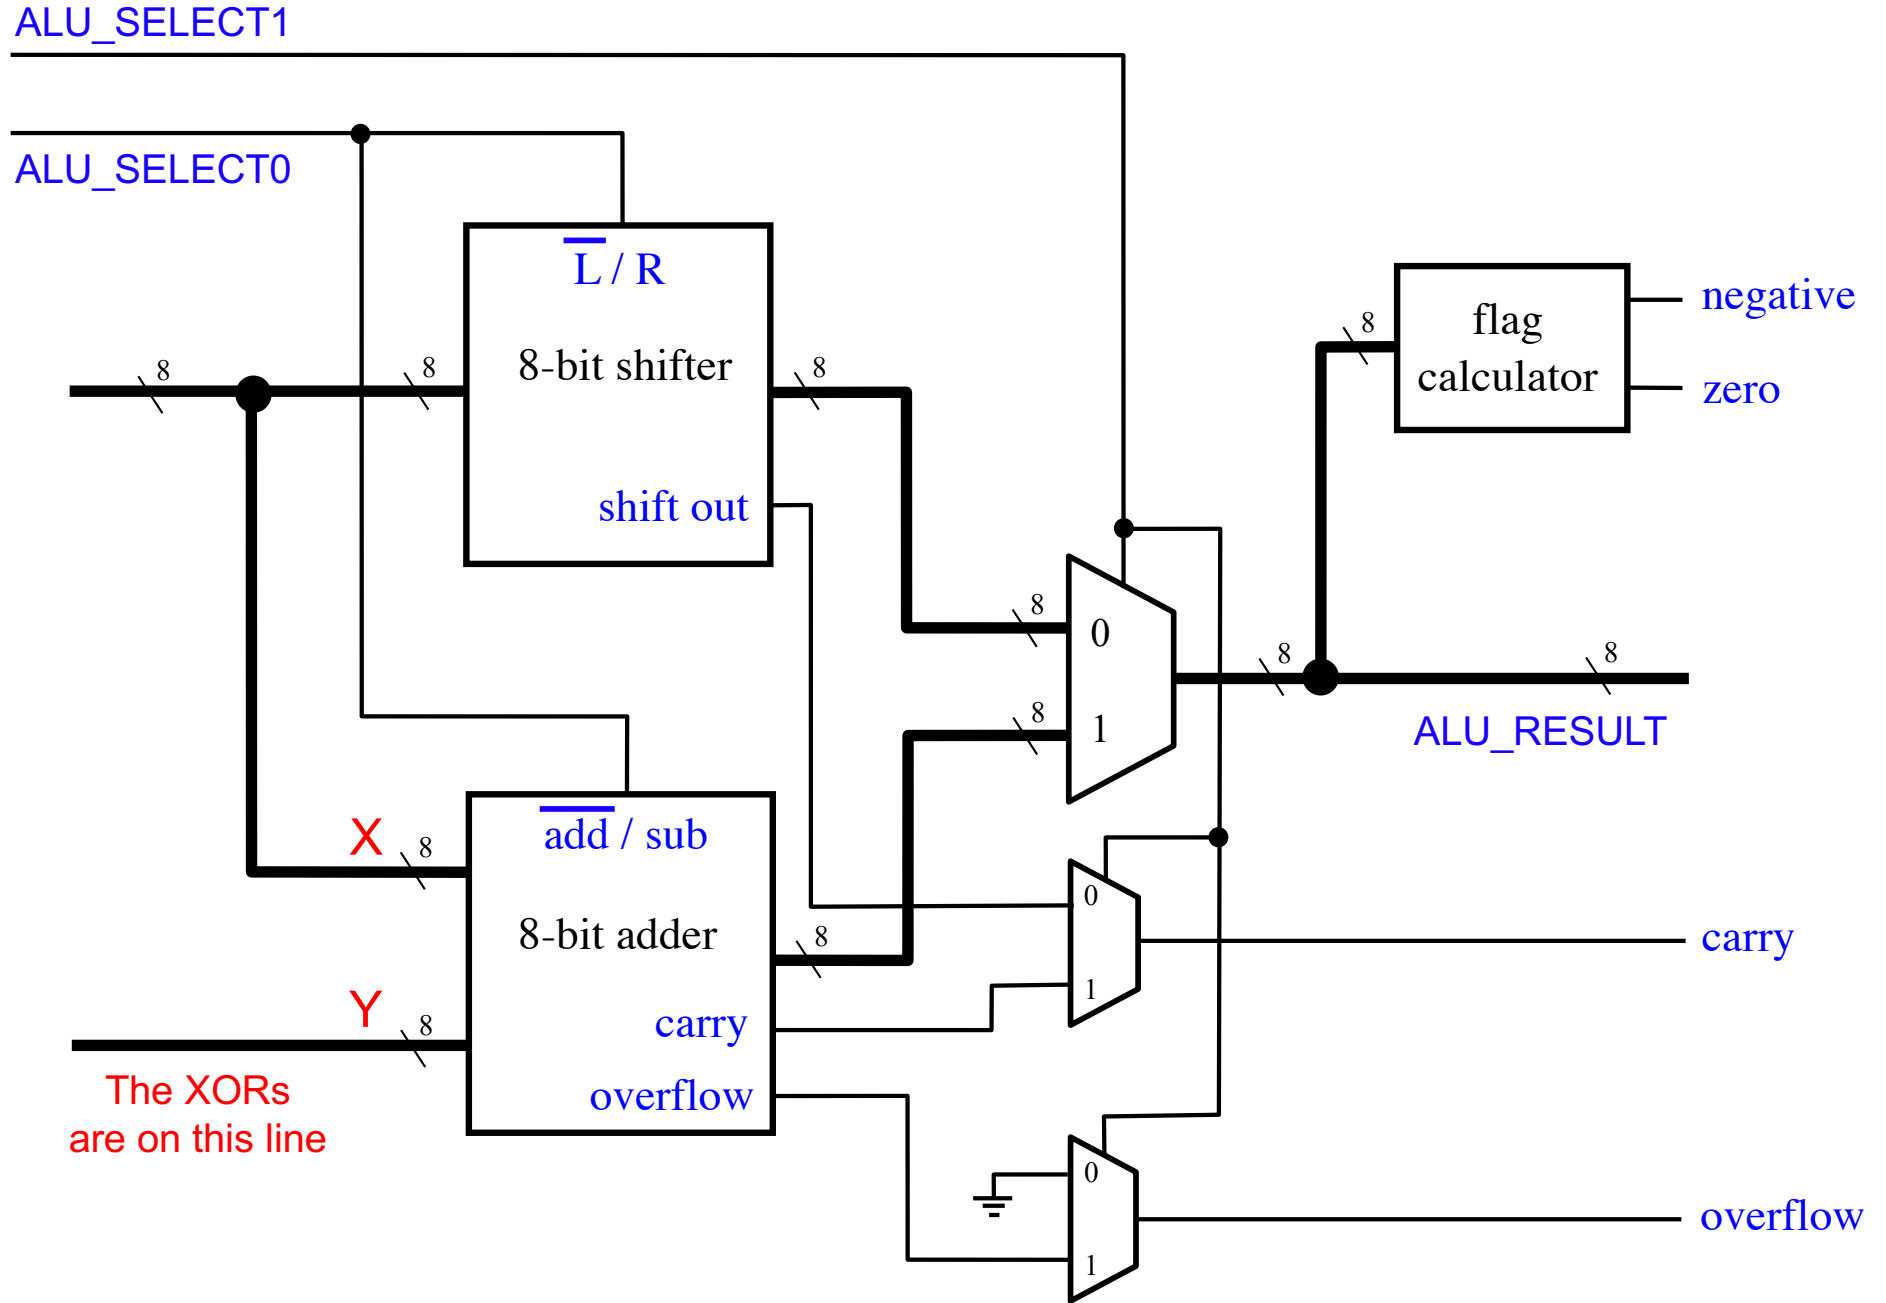 ALU_SELECT1
ALU_SELECT0
L / R
8-bit shifter
shift out
8
8
8
flag
calculator
8
negative
zero
8
0
8
1
8
8
ALU_RESULT
X
8
add / sub
8-bit adder
8
Y
8
carry
overflow
The XORs
are on this line
0
1
carry
0
1
overflow